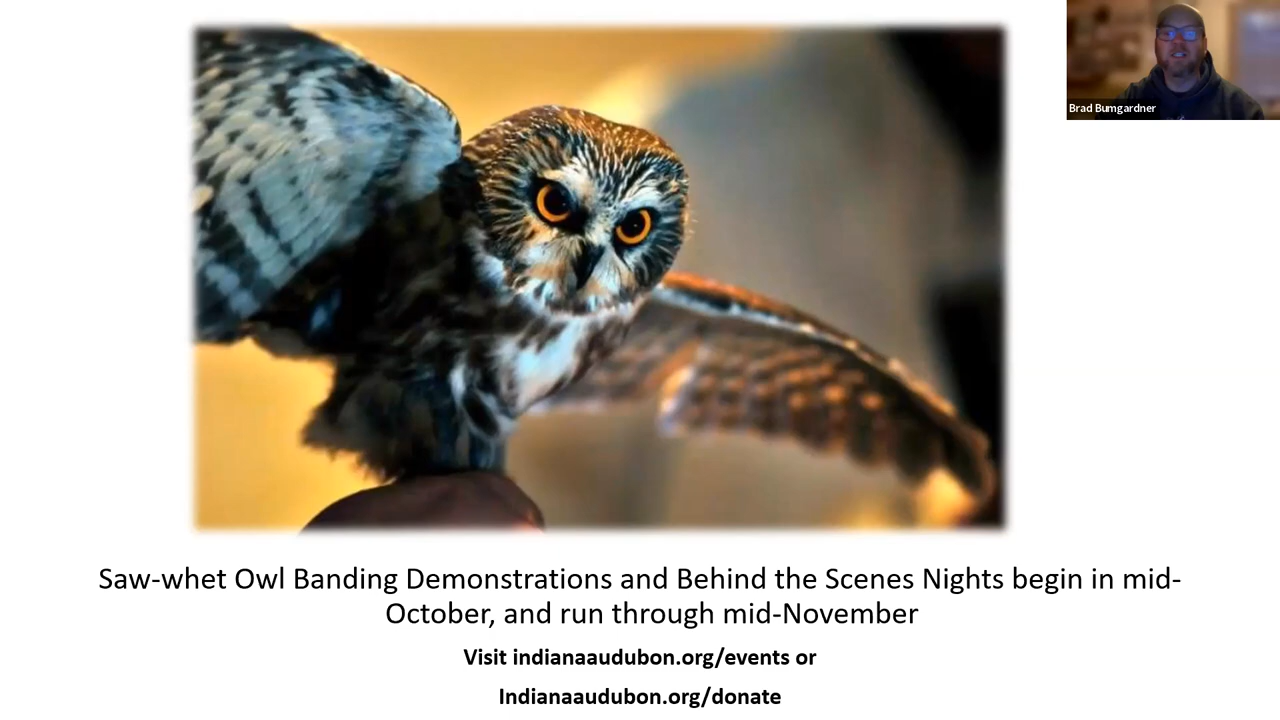 Brad Bumgardner
Saw-whet Owl Banding Demonstrations and Behind the Scenes Nights begin in mid-
October, and run through mid-November
Visit indianaaudubon.org/events or
Indianaaudubon.org/donate